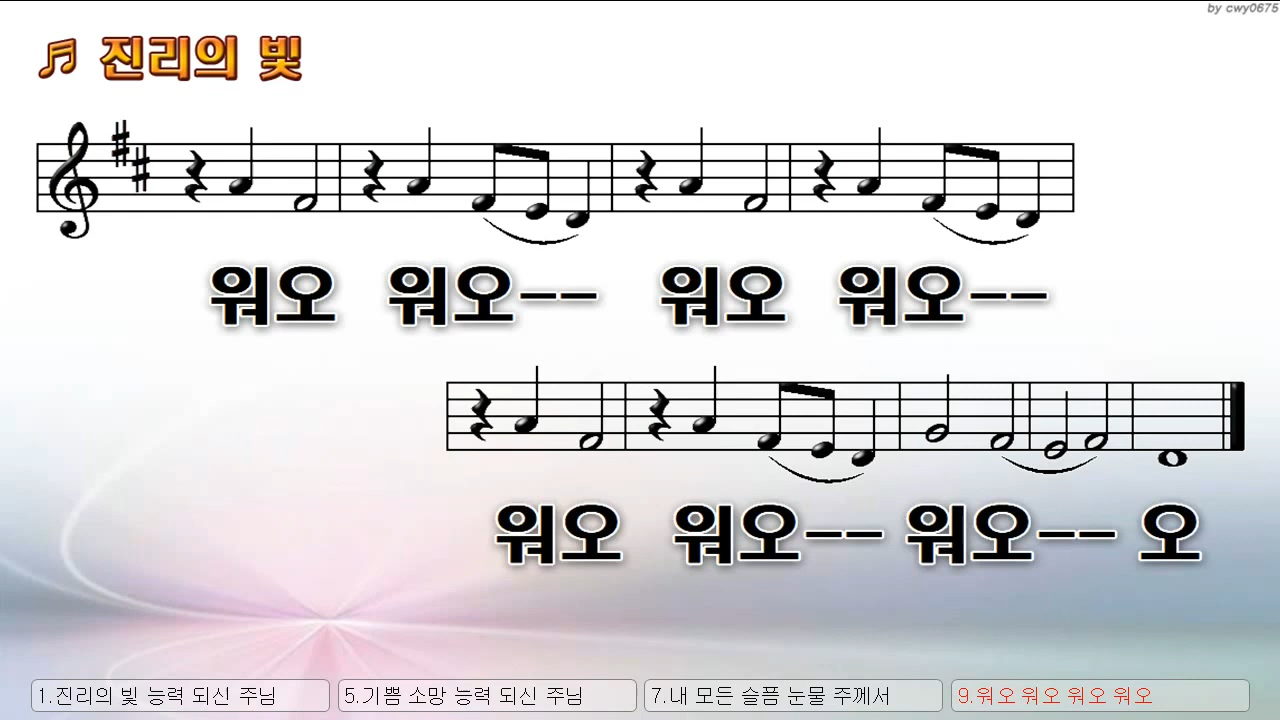 by cwy0675
♬ 진리의 빛
워오 워오-- 워오 워오--
워오 워오-- 워오-- 오
1.진리의 빛 능력 되신 주님
5.기쁨 소망 능력 되신 주님
7.내 모든 슬픔 눈물 주께서
9.워오 워오 워오 워오